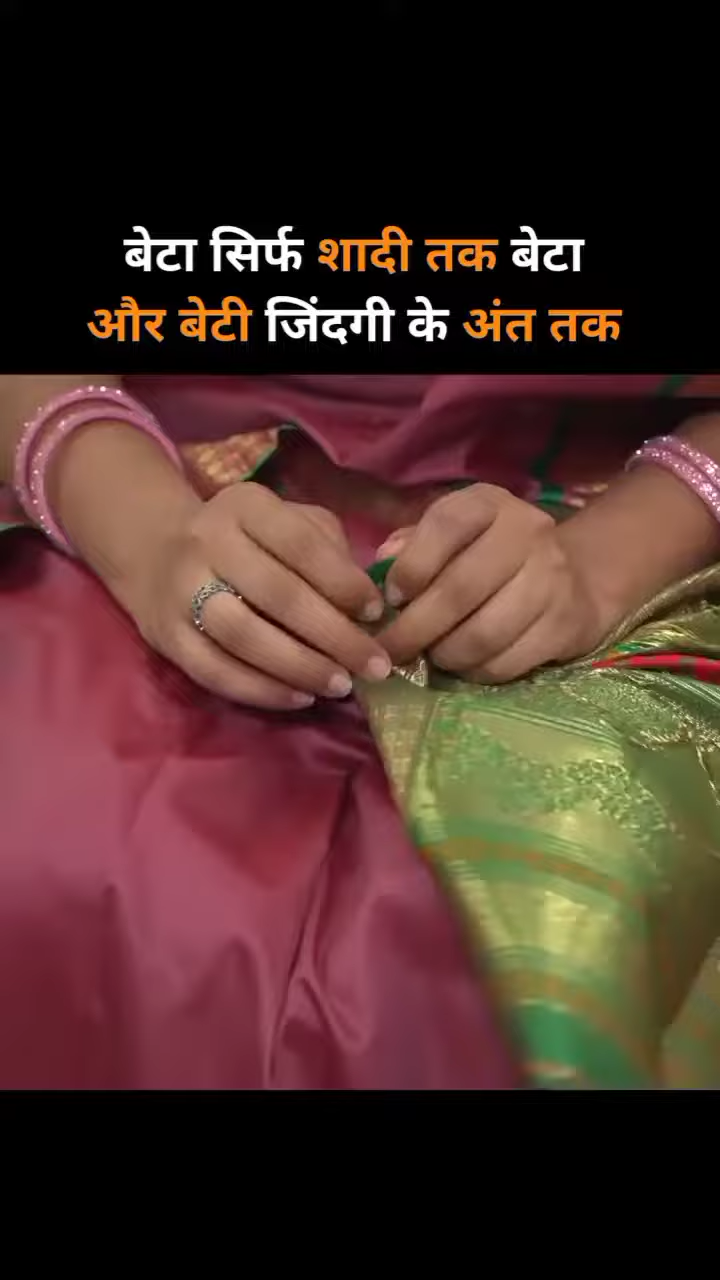 बेटा सिर्फ शादी तक बेटा
और बेटी जिंदगी के अंत तक